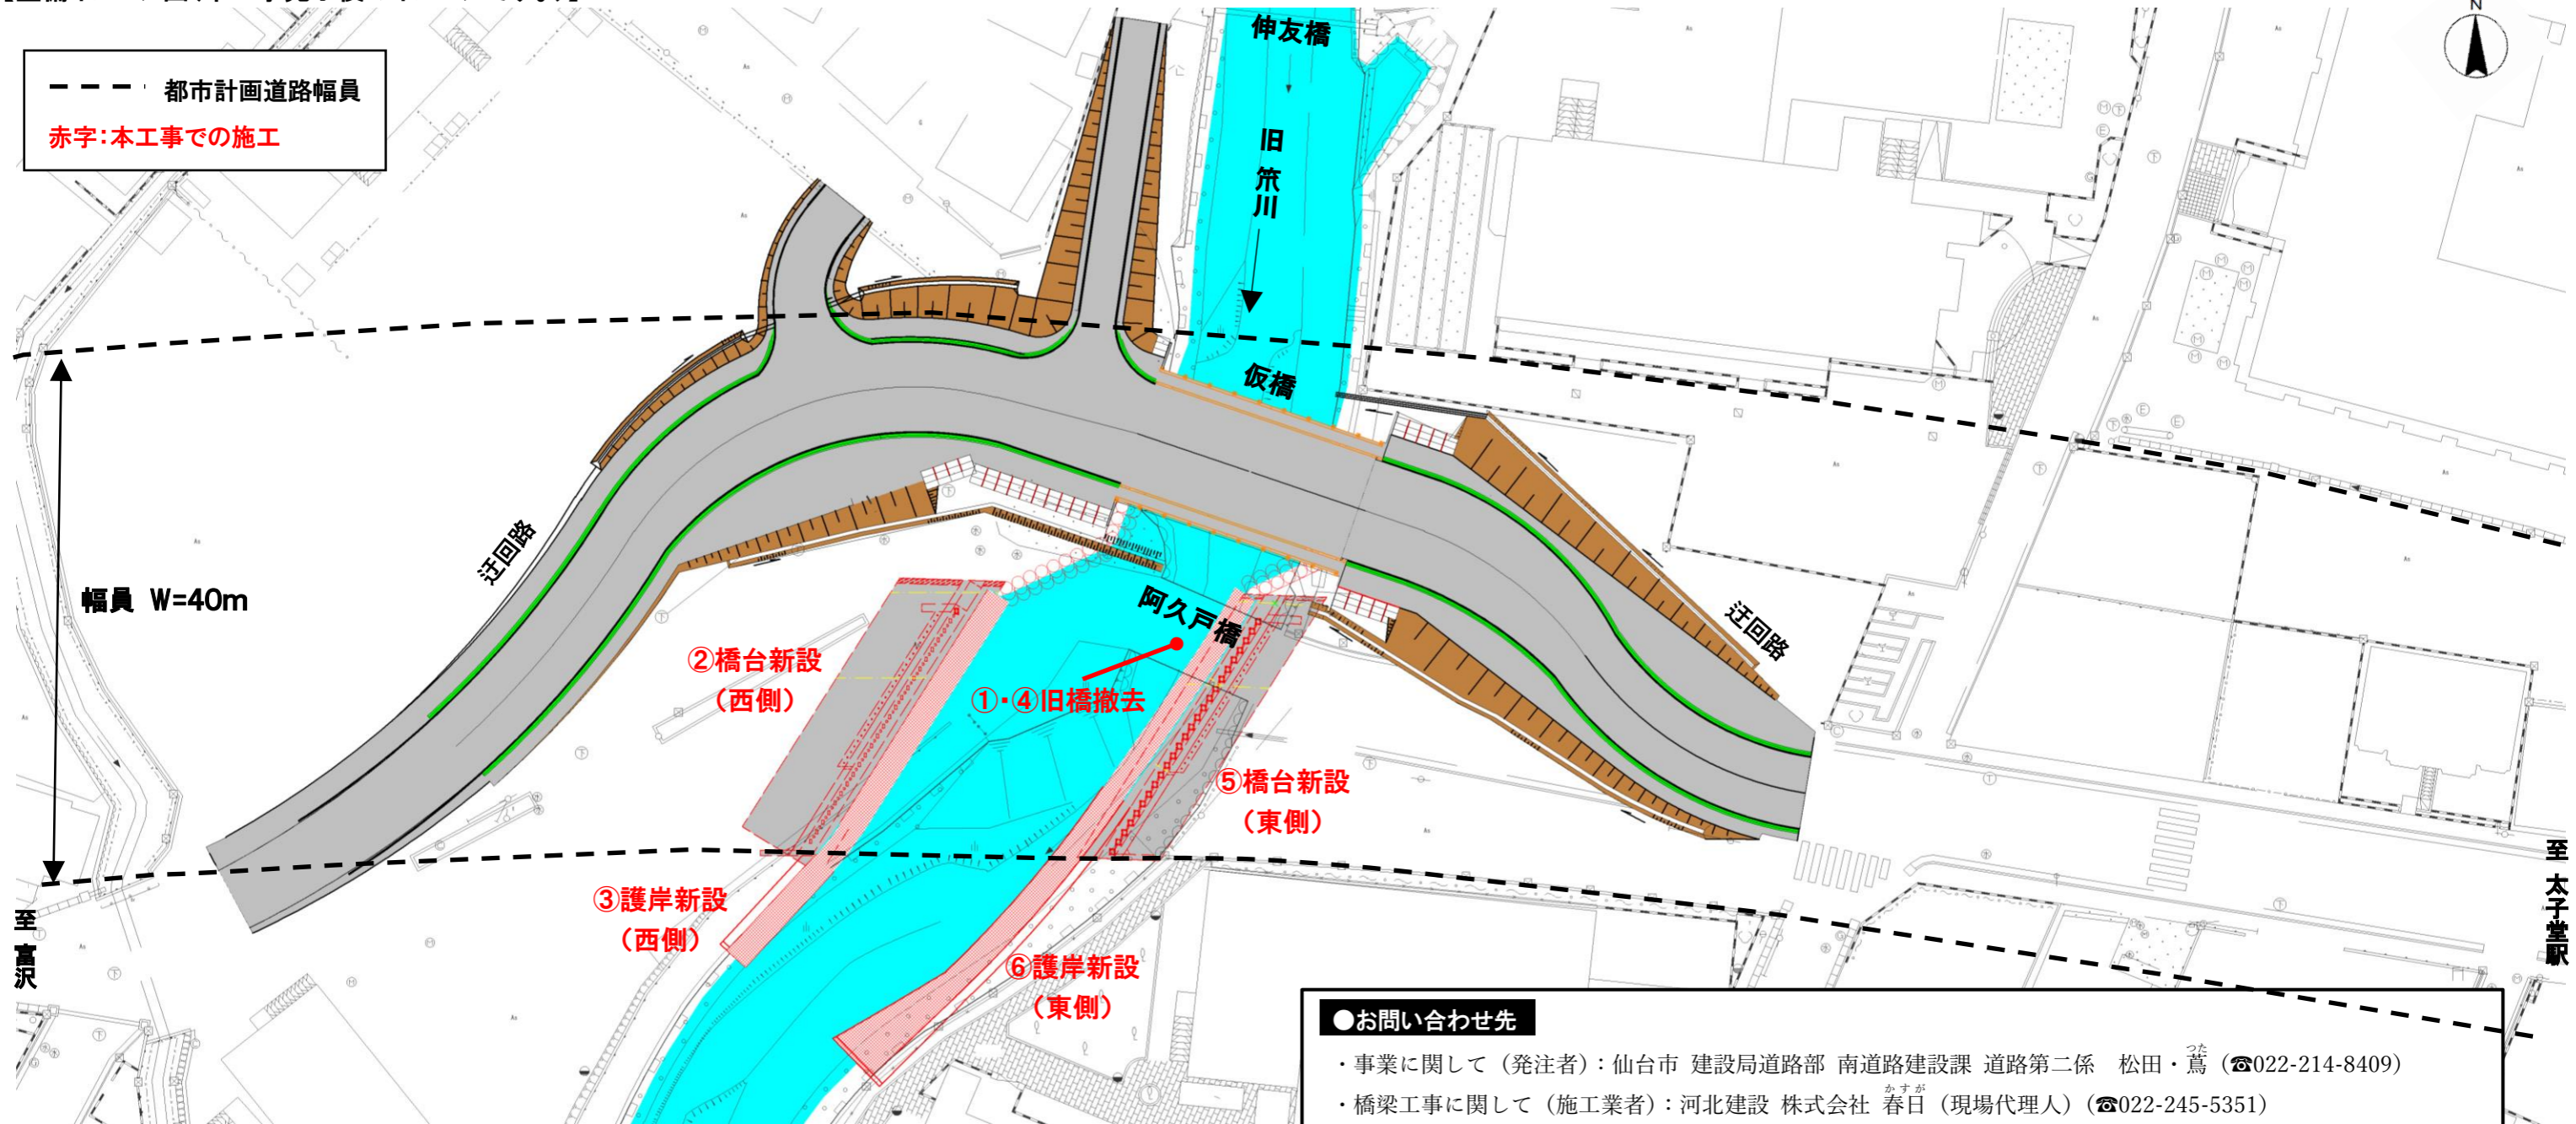 N
都市計画道路幅員
赤字：本工事での施工
伸友橋
旧
笊
川
仮橋
迂回路
幅員 W=40m
阿久戸橋
迂回路
②橋台新設
（西側）
①・④旧橋撤去
⑤橋台新設
（東側）
③護岸新設
（西側）
⑥護岸新設
（東側）
至 富沢
至 太子堂駅
●お問い合わせ先
・事業に関して（発注者）：仙台市 建設局道路部 南道路建設課 道路第二係 松田・蔦（☎022-214-8409）
つた
・橋梁工事に関して（施工業者）：河北建設 株式会社 春日（現場代理人）（☎022-245-5351）
かすが